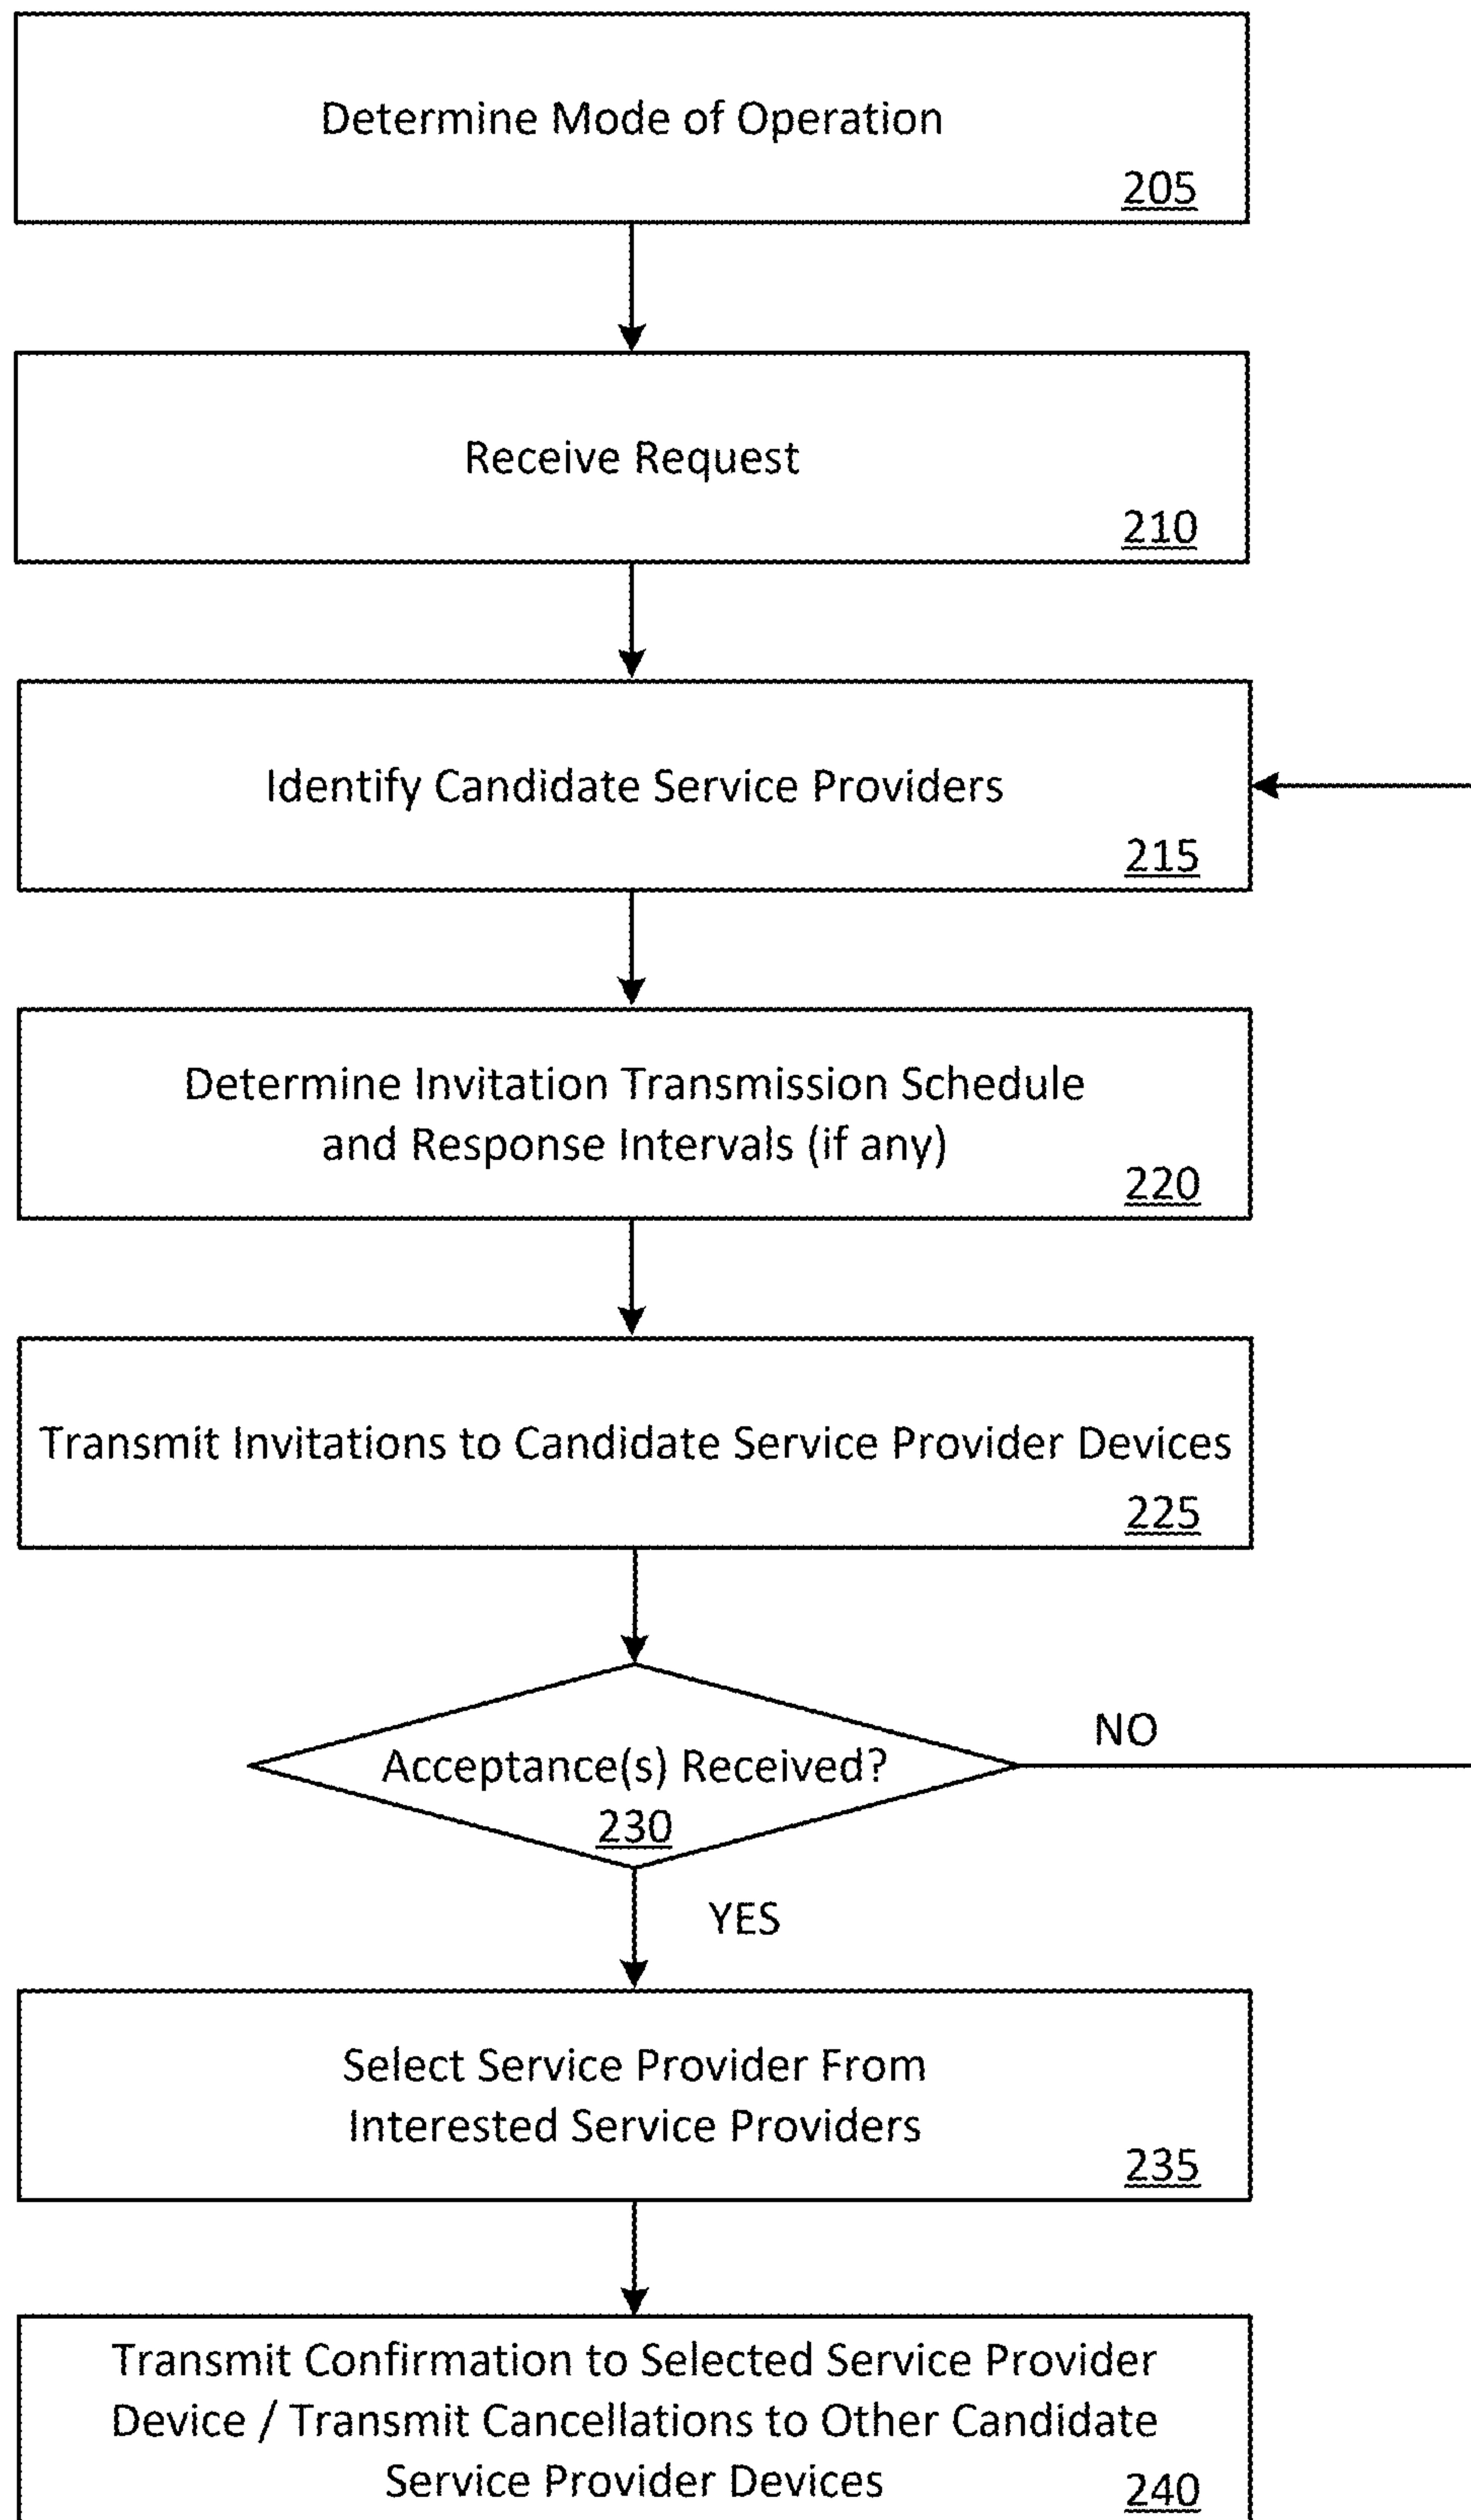 Determine Mode of Operation
205
Receive Request
210
Identify Candidate Service Providers
215
Determine Invitation Transmission Schedule
and Response Intervals (if any)
220
Transmit Invitations to Candidate Service Provider Devices
225
NO
Acceptance(s) Received?
230
YES
Select Service Provider From
Interested Service Providers
235
Transmit Confirmation to Selected Service Provider
Device / Transmit Cancellations to Other Candidate
Service Provider Devices
240